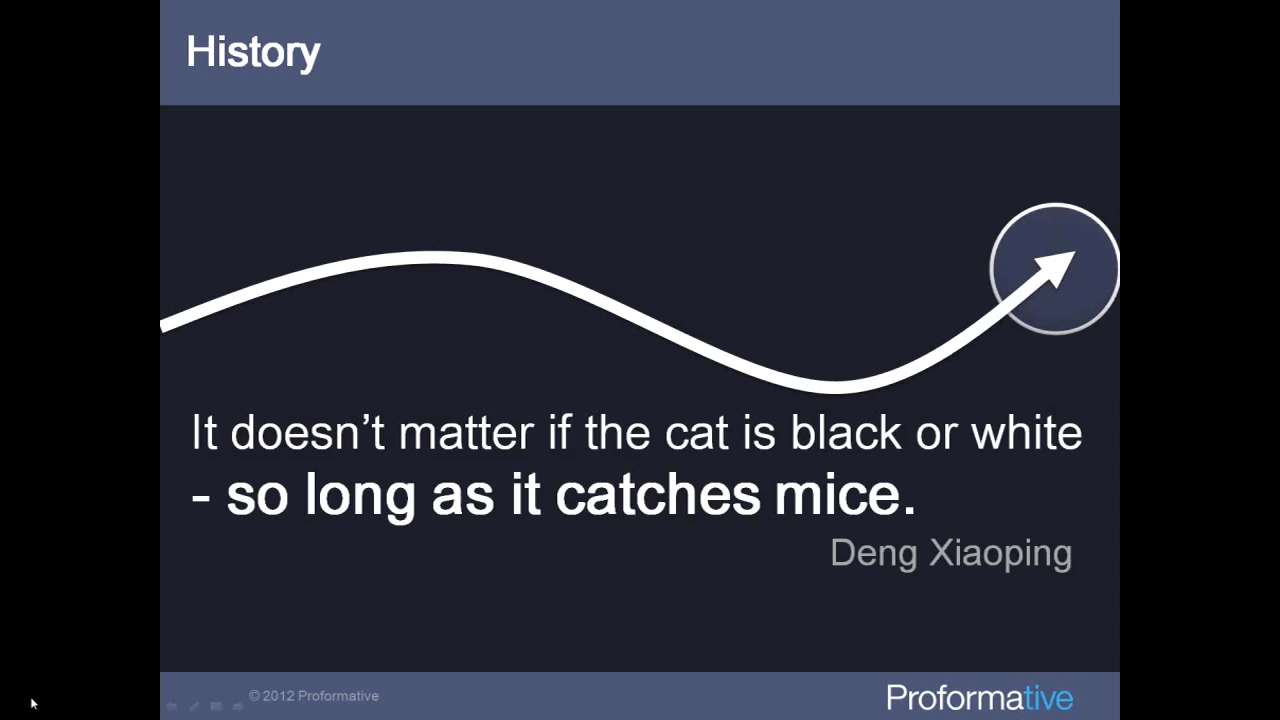 History
It doesn’t matter if the cat is black or white
- so long as it catches mice.
Deng Xiaoping
© 2012 Proformative
Proformative